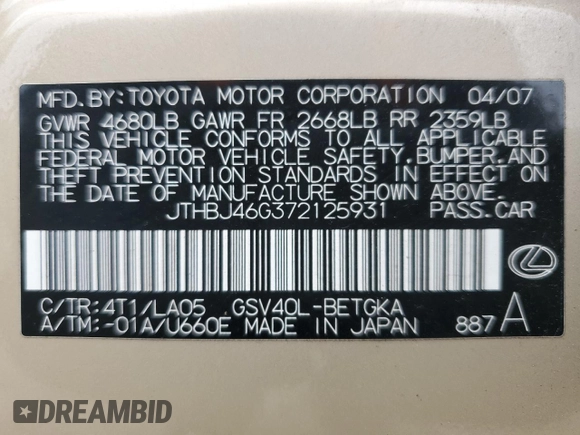 MFD.BY:TOYOTA MOTOR CORPORATION 04/07
GVWR 4680LB GAWR FR 2668LB RR 2359LB
THIS VEHICLE CONFORMS TO ALL APPLICABLE
FEDERAL MOTOR VEHICLE SAFETY,BUMPER,AND
THEFT PREVENTION STANDARDS IN EFFECT ON
THE DATE OF MANUFACTURE SHOWN ABOVE.
JTHBJ46G372125931 PASS.CAR
C/TR:4T1/LA05 GSV40L-BETGKA
A/TM:-01A/U660E MADE IN JAPAN 887 A
DREAMBID